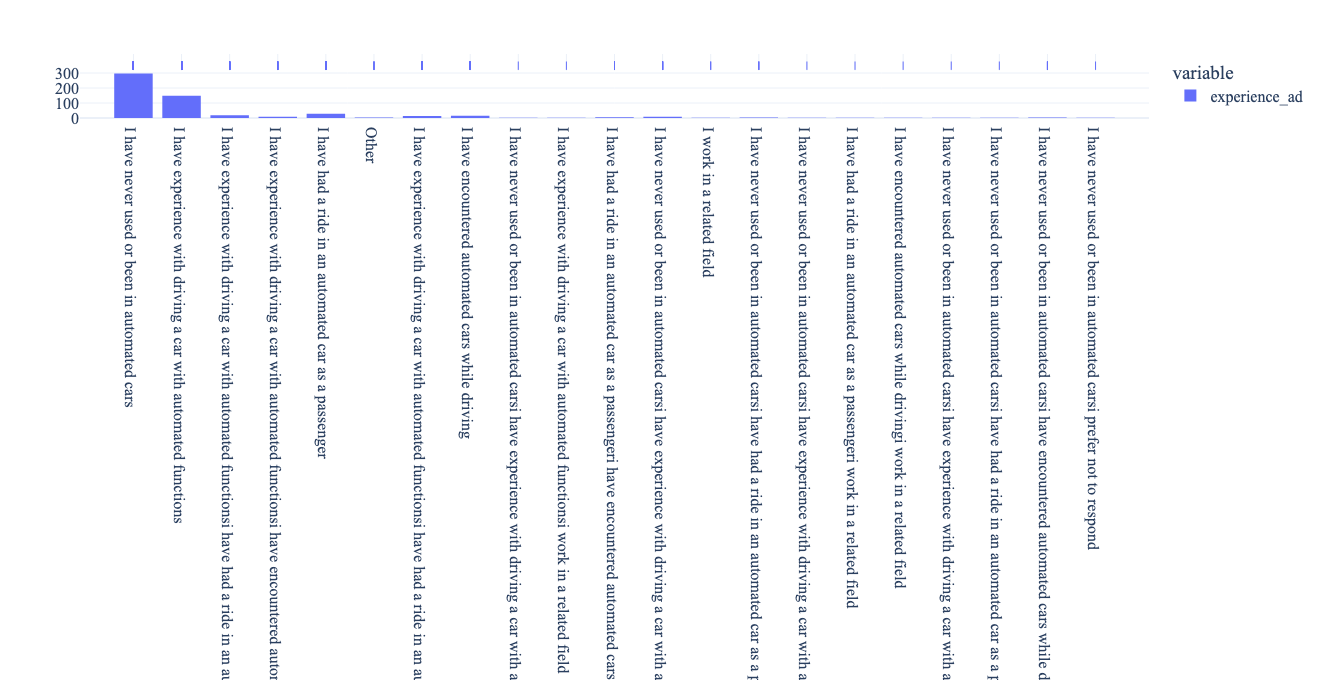 variable
experience_ad
300
200
100
0
I have never used or been in automated cars
I have experience with driving a car with automated functions
I have experience with driving a car with automated functionsi have had a ride in an au
I have experience with driving a car with automated functionsi have encountered autor
I have had a ride in an automated car as a passenger
Other
I have experience with driving a car with automated functionsi have had a ride in an au
I have encountered automated cars while driving
I have never used or been in automated carsi have experience with driving a car with a
I have experience with driving a car with automated functionsi work in a related field
I have had a ride in an automated car as a passengeri have encountered automated cars
I have never used or been in automated carsi have experience with driving a car with a
I work in a related field
I have never used or been in automated carsi have had a ride in an automated car as a p
I have never used or been in automated carsi have experience with driving a car with a
I have had a ride in an automated car as a passengeri work in a related field
I have encountered automated cars while drivingi work in a related field
I have never used or been in automated carsi have experience with driving a car with a
I have never used or been in automated carsi have had a ride in an automated car as a p
I have never used or been in automated carsi have encountered automated cars while d
I have never used or been in automated carsi prefer not to respond